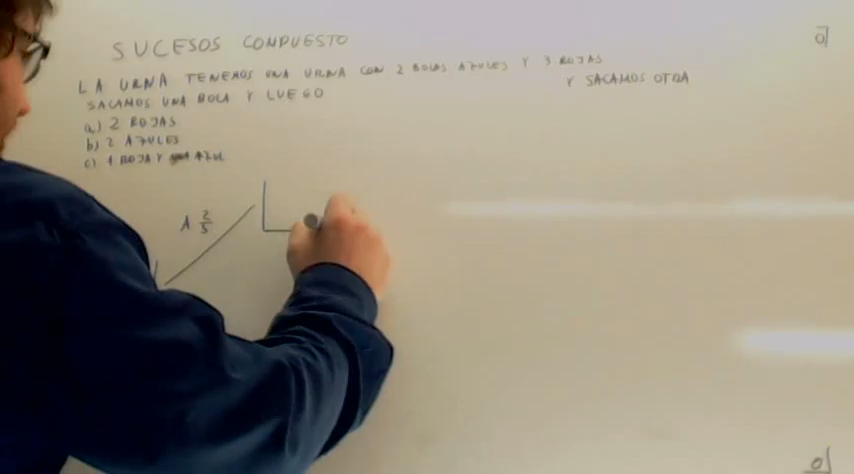 SUCESOS COMPUESTO
LA URNA TENEMOS UNA URNA CON 2 BOLAS AZULES Y 3 ROJAS
SACAMOS UNA BOLA Y LUEGO Y SACAMOS OTRA
a) 2 ROJAS
b) 2 AZULES
c) 1 ROJA Y AZUL
A 2/5